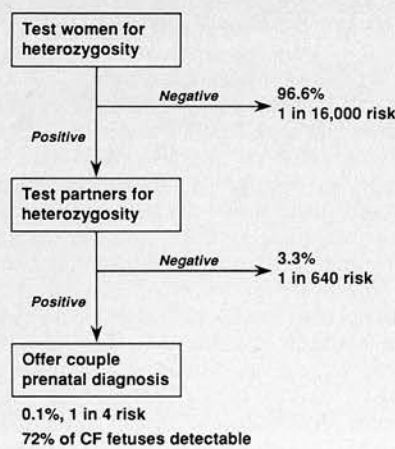 Test women for
heterozygosity
Negative
96.6%
1 in 16,000 risk
Positive
Test partners for
heterozygosity
Negative
3.3%
1 in 640 risk
Positive
Offer couple
prenatal diagnosis
0.1%, 1 in 4 risk
72% of CF fetuses detectable